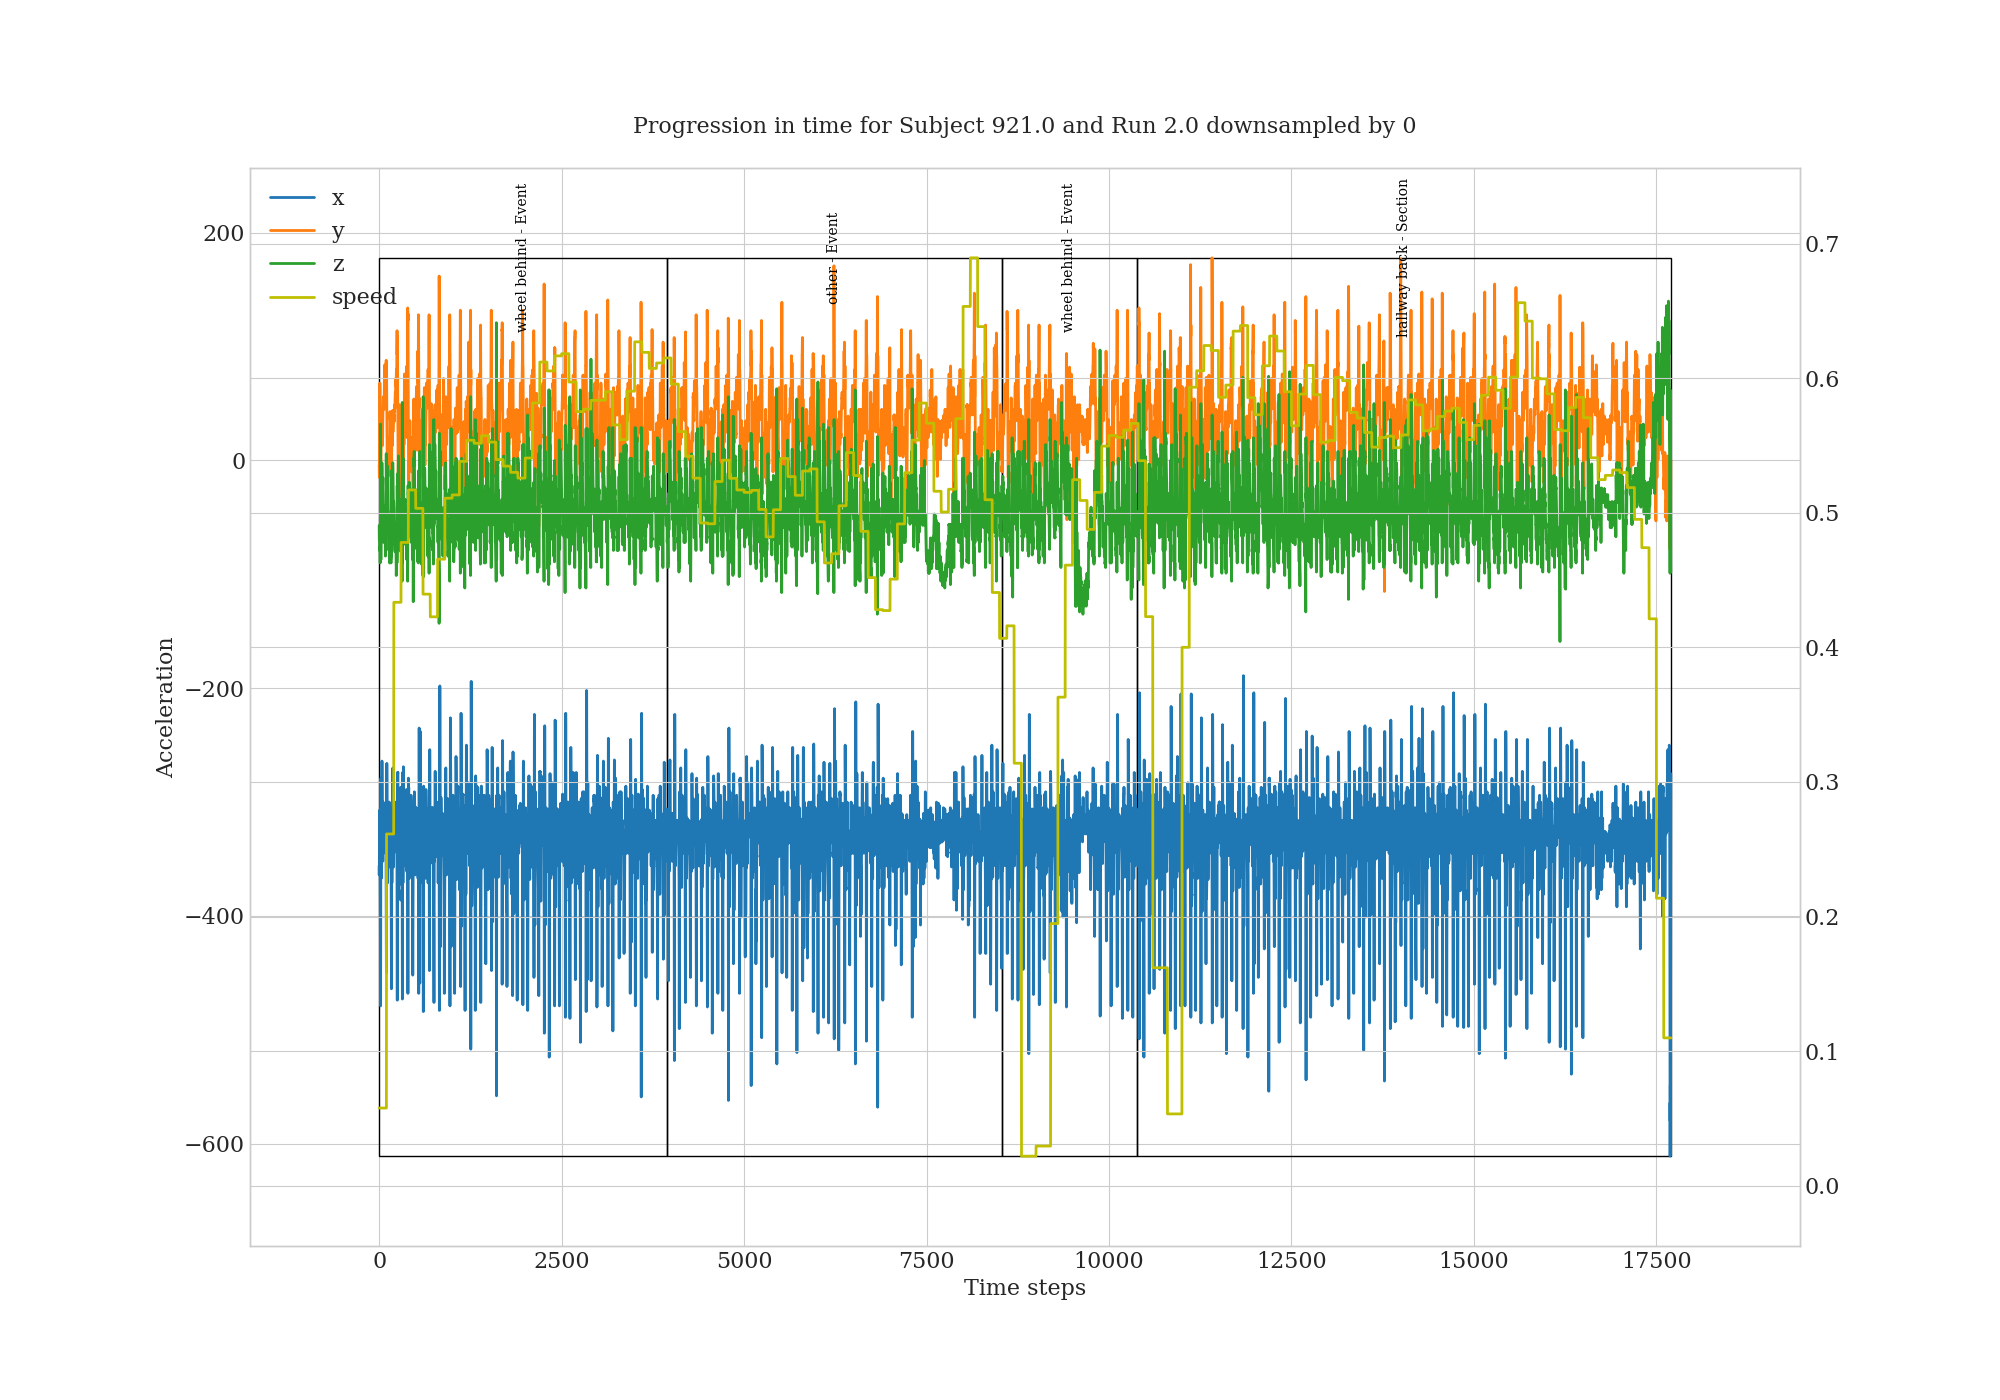 Progression in time for Subject 921.0 and Run 2.0 downsampled by 0
x
y
z
speed
wheel behind - Event
other - Event
wheel behind - Event
hallway back - Section
200
0
−200
−400
−600
Acceleration
0.7
0.6
0.5
0.4
0.3
0.2
0.1
0.0
0 2500 5000 7500 10000 12500 15000 17500
Time steps